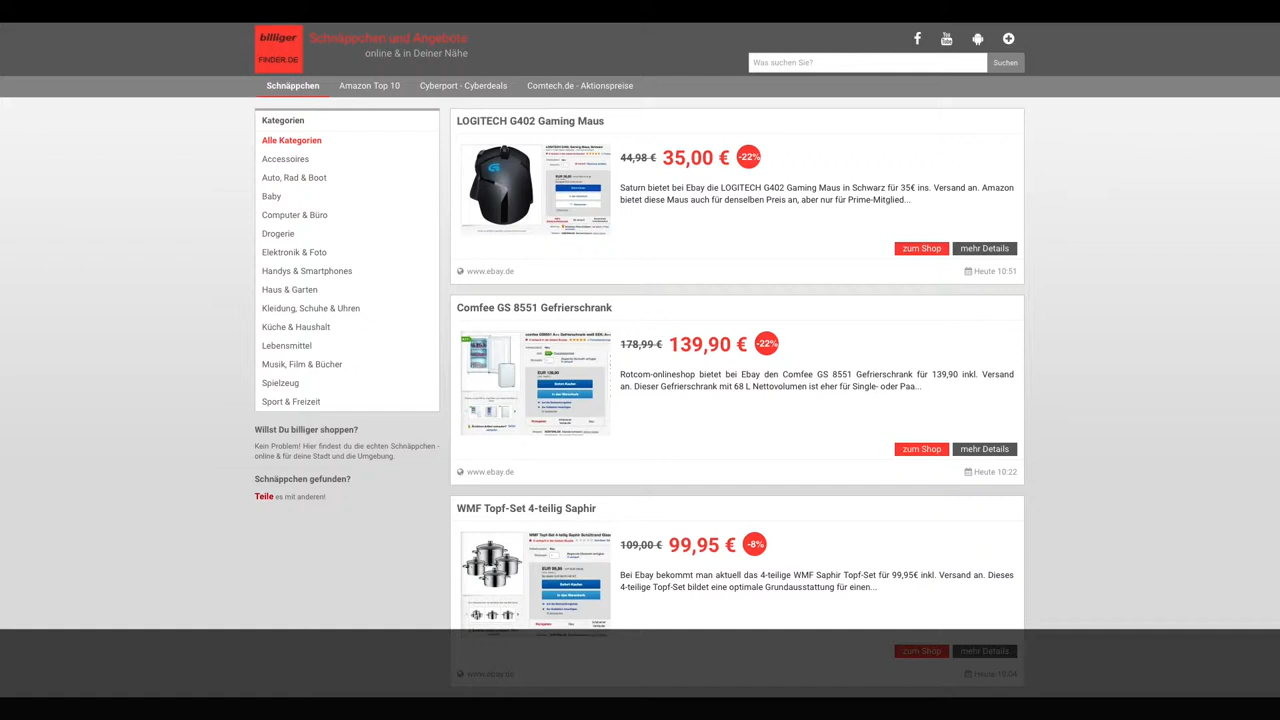 billiger
FINDER.DE
Schnäppchen und Angebote
online & in Deiner Nähe
Was suchen Sie?
Suchen
Schnäppchen
Amazon Top 10
Cyberport - Cyberdeals
Comtech.de - Aktionspreise
Kategorien
Alle Kategorien
Accessoires
Auto, Rad & Boot
Baby
Computer & Büro
Drogerie
Elektronik & Foto
Handys & Smartphones
Haus & Garten
Kleidung, Schuhe & Uhren
Küche & Haushalt
Lebensmittel
Musik, Film & Bücher
Spielzeug
Sport & Freizeit
Willst Du billiger shoppen?
Kein Problem! Hier findest du die echten Schnäppchen -
online & für deine Stadt und die Umgebung.
Schnäppchen gefunden?
Teile es mit anderen!
LOGITECH G402 Gaming Maus
44,98 € 35,00 € -22%
Saturn bietet bei Ebay die LOGITECH G402 Gaming Maus in Schwarz für 35€ ins. Versand an. Amazon
bietet diese Maus auch für denselben Preis an, aber nur für Prime-Mitglied...
zum Shop
mehr Details
www.ebay.de
Heute 10:51
Comfee GS 8551 Gefrierschrank
178,99 € 139,90 € -22%
Rotcom-onlineshop bietet bei Ebay den Comfee GS 8551 Gefrierschrank für 139,90 inkl. Versand
an. Dieser Gefrierschrank mit 68 L Nettovolumen ist eher für Single- oder Paa...
zum Shop
mehr Details
www.ebay.de
Heute 10:22
WMF Topf-Set 4-teilig Saphir
109,00 € 99,95 € -8%
Bei Ebay bekommt man aktuell das 4-teilige WMF Saphir Topf-Set für 99,95€ inkl. Versand an. Dieses
4-teilige Topf-Set bildet eine optimale Grundausstattung für einen...
zum Shop
mehr Details
www.ebay.de
Heute 10:04